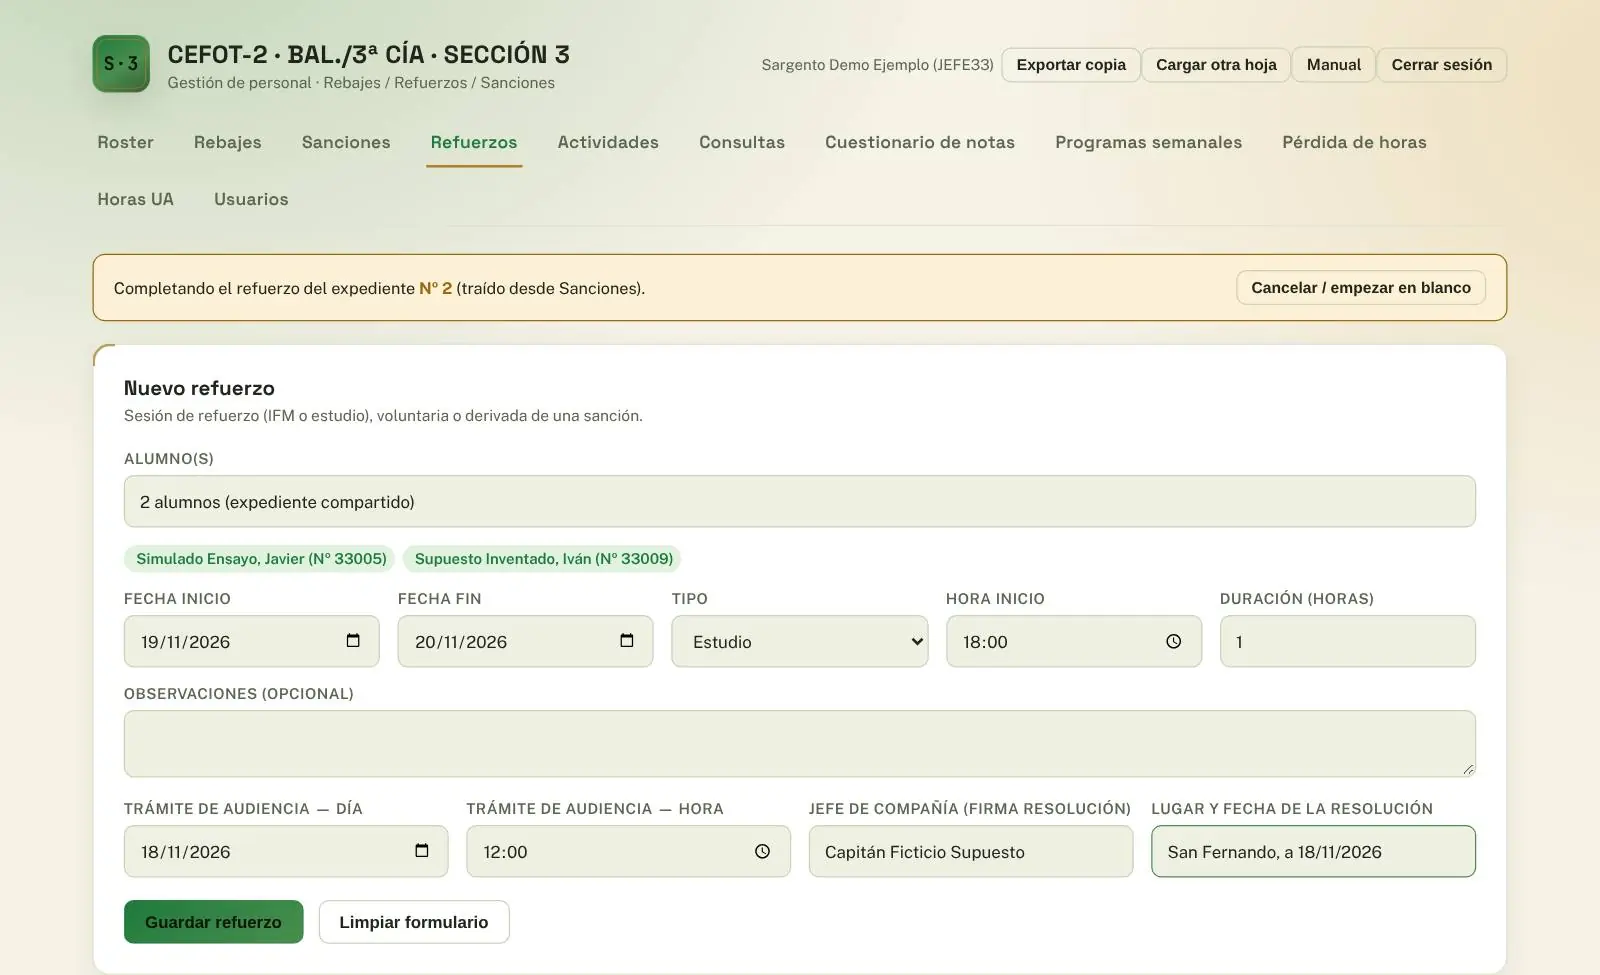 S·3
CEFOT-2 · BAL./3ª CÍA · SECCIÓN 3
Gestión de personal · Rebajes / Refuerzos / Sanciones
Sargento Demo Ejemplo (JEFE33)
Exportar copia
Cargar otra hoja
Manual
Cerrar sesión
Roster
Rebajes
Sanciones
Refuerzos
Actividades
Consultas
Cuestionario de notas
Programas semanales
Pérdida de horas
Horas UA
Usuarios
Completando el refuerzo del expediente Nº 2 (traído desde Sanciones).
Cancelar / empezar en blanco
Nuevo refuerzo
Sesión de refuerzo (IFM o estudio), voluntaria o derivada de una sanción.
ALUMNO(S)
2 alumnos (expediente compartido)
Simulado Ensayo, Javier (Nº 33005)
Supuesto Inventado, Iván (Nº 33009)
FECHA INICIO
FECHA FIN
TIPO
HORA INICIO
DURACIÓN (HORAS)
19/11/2026
20/11/2026
Estudio
18:00
1
OBSERVACIONES (OPCIONAL)
TRÁMITE DE AUDIENCIA — DÍA
TRÁMITE DE AUDIENCIA — HORA
JEFE DE COMPAÑÍA (FIRMA RESOLUCIÓN)
LUGAR Y FECHA DE LA RESOLUCIÓN
18/11/2026
12:00
Capitán Ficticio Supuesto
San Fernando, a 18/11/2026
Guardar refuerzo
Limpiar formulario